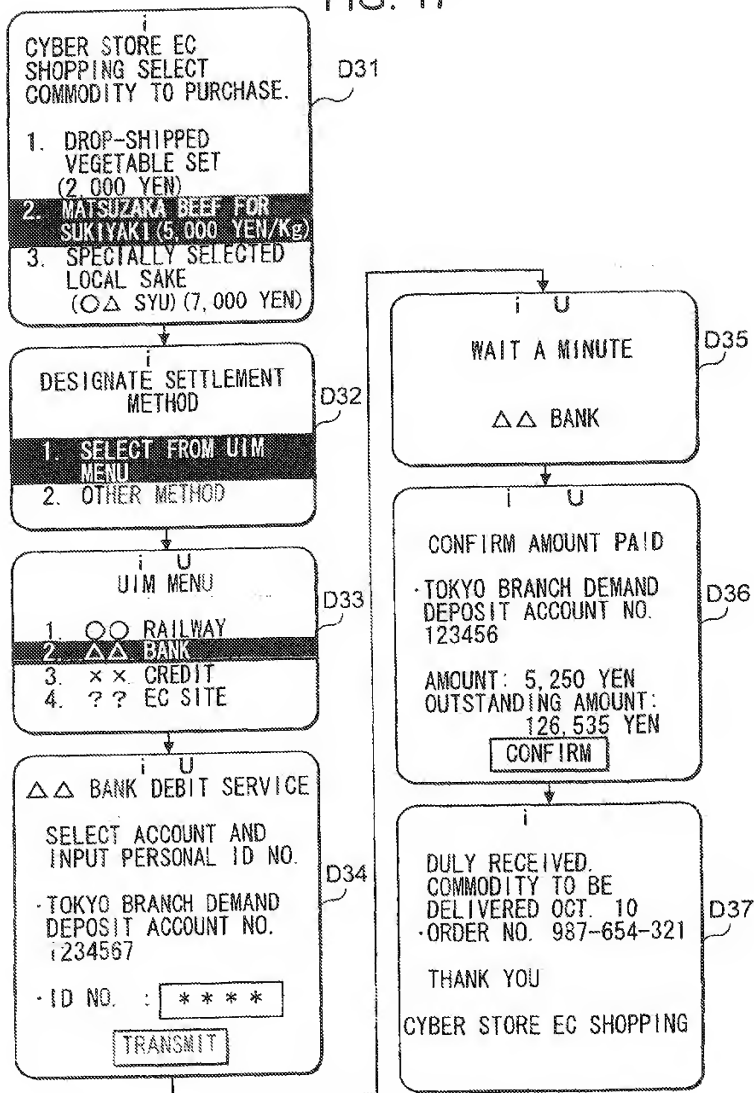 FIG. 17
i
CYBER STORE EC
SHOPPING SELECT
COMMODITY TO PURCHASE.
1. DROP-SHIPPED
VEGETABLE SET
(2,000 YEN)
2. MATSUZAKA BEEF FOR
SUKIYAKI (5,000 YEN/Kg)
3. SPECIALLY SELECTED
LOCAL SAKE
(○△ SYU) (7,000 YEN)
D31
i
DESIGNATE SETTLEMENT
METHOD
1. SELECT FROM UIM
MENU
2. OTHER METHOD
D32
i U
UIM MENU
1. ○○ RAILWAY
2. △△ BANK
3. ×× CREDIT
4. ?? EC SITE
D33
i U
△△ BANK DEBIT SERVICE
SELECT ACCOUNT AND
INPUT PERSONAL ID NO.
·TOKYO BRANCH DEMAND
DEPOSIT ACCOUNT NO.
1234567
·ID NO. : ****
TRANSMIT
D34
i U
WAIT A MINUTE
△△ BANK
D35
i U
CONFIRM AMOUNT PAID
·TOKYO BRANCH DEMAND
DEPOSIT ACCOUNT NO.
123456
AMOUNT: 5,250 YEN
OUTSTANDING AMOUNT:
126,535 YEN
CONFIRM
D36
i
DULY RECEIVED.
COMMODITY TO BE
DELIVERED OCT. 10
·ORDER NO. 987-654-321
THANK YOU
CYBER STORE EC SHOPPING
D37